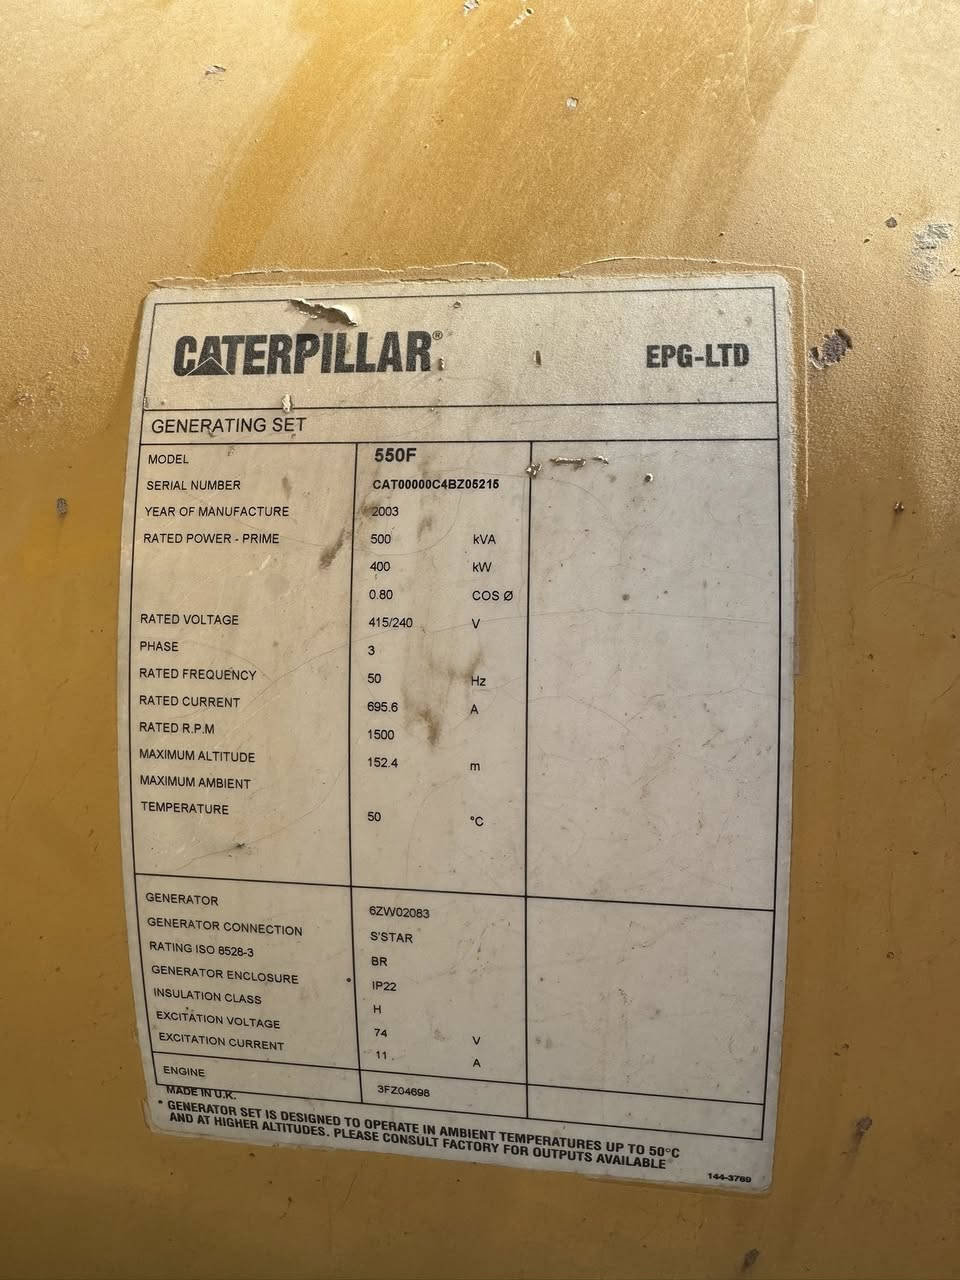 CATERPILLAR® EPG-LTD
GENERATING SET
MODEL 550F
SERIAL NUMBER CAT00000C4BZ05215
YEAR OF MANUFACTURE 2003
RATED POWER - PRIME 500 kVA
400 kW
0.80 COS Ø
RATED VOLTAGE 415/240 V
PHASE 3
RATED FREQUENCY 50 Hz
RATED CURRENT 695.6 A
RATED R.P.M 1500
MAXIMUM ALTITUDE 152.4 m
MAXIMUM AMBIENT
TEMPERATURE 50 °C
GENERATOR 6ZW02083
GENERATOR CONNECTION S'STAR
RATING ISO 8528-3 BR
GENERATOR ENCLOSURE IP22
INSULATION CLASS H
EXCITATION VOLTAGE 74 V
EXCITATION CURRENT 11 A
ENGINE 3FZ04698
MADE IN U.K.
* GENERATOR SET IS DESIGNED TO OPERATE IN AMBIENT TEMPERATURES UP TO 50°C
AND AT HIGHER ALTITUDES. PLEASE CONSULT FACTORY FOR OUTPUTS AVAILABLE
144-3789